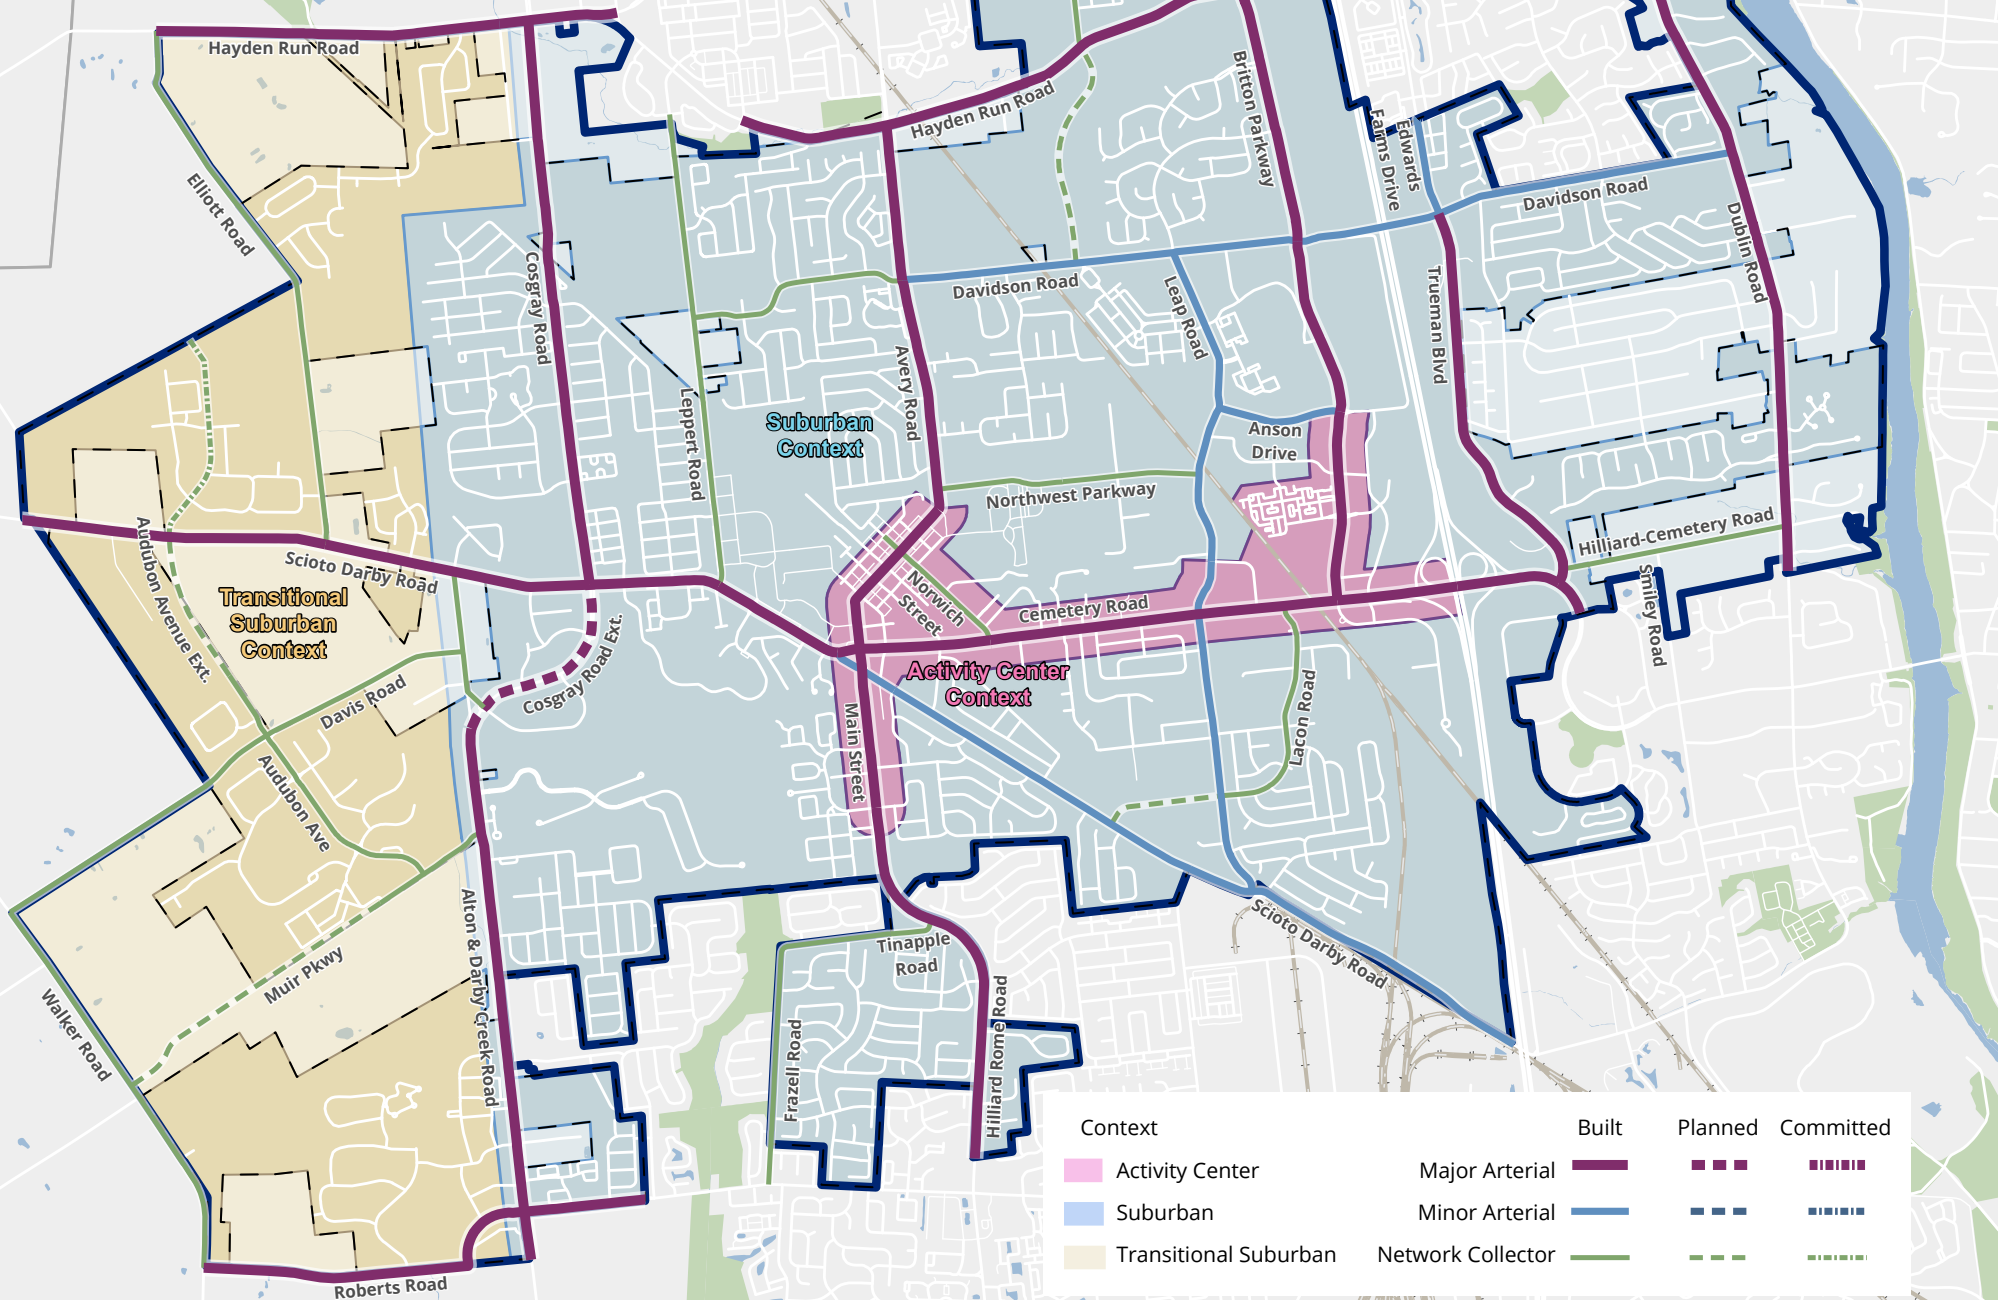 Hayden Run Road
Hayden Run Road
Britton Parkway
Edwards
Farms Drive
Davidson Road
Elliott Road
Dublin Road
Cosgray Road
Davidson Road
Leap Road
Trueman Blvd
Avery Road
Leppert Road
Suburban
Context
Anson
Drive
Northwest Parkway
Audubon Avenue Ext.
Scioto Darby Road
Hilliard-Cemetery Road
Smiley Road
Transitional
Suburban
Context
Norwich
Street
Cemetery Road
Cosgray Road Ext.
Davis Road
Activity Center
Context
Lacon Road
Main Street
Audubon Ave
Alton & Darby Creek Road
Scioto Darby Road
Tinapple
Road
Muir Pkwy
Walker Road
Frazell Road
Hilliard Rome Road
Roberts Road
Context
Built
Planned
Committed
Activity Center
Major Arterial
Suburban
Minor Arterial
Transitional Suburban
Network Collector